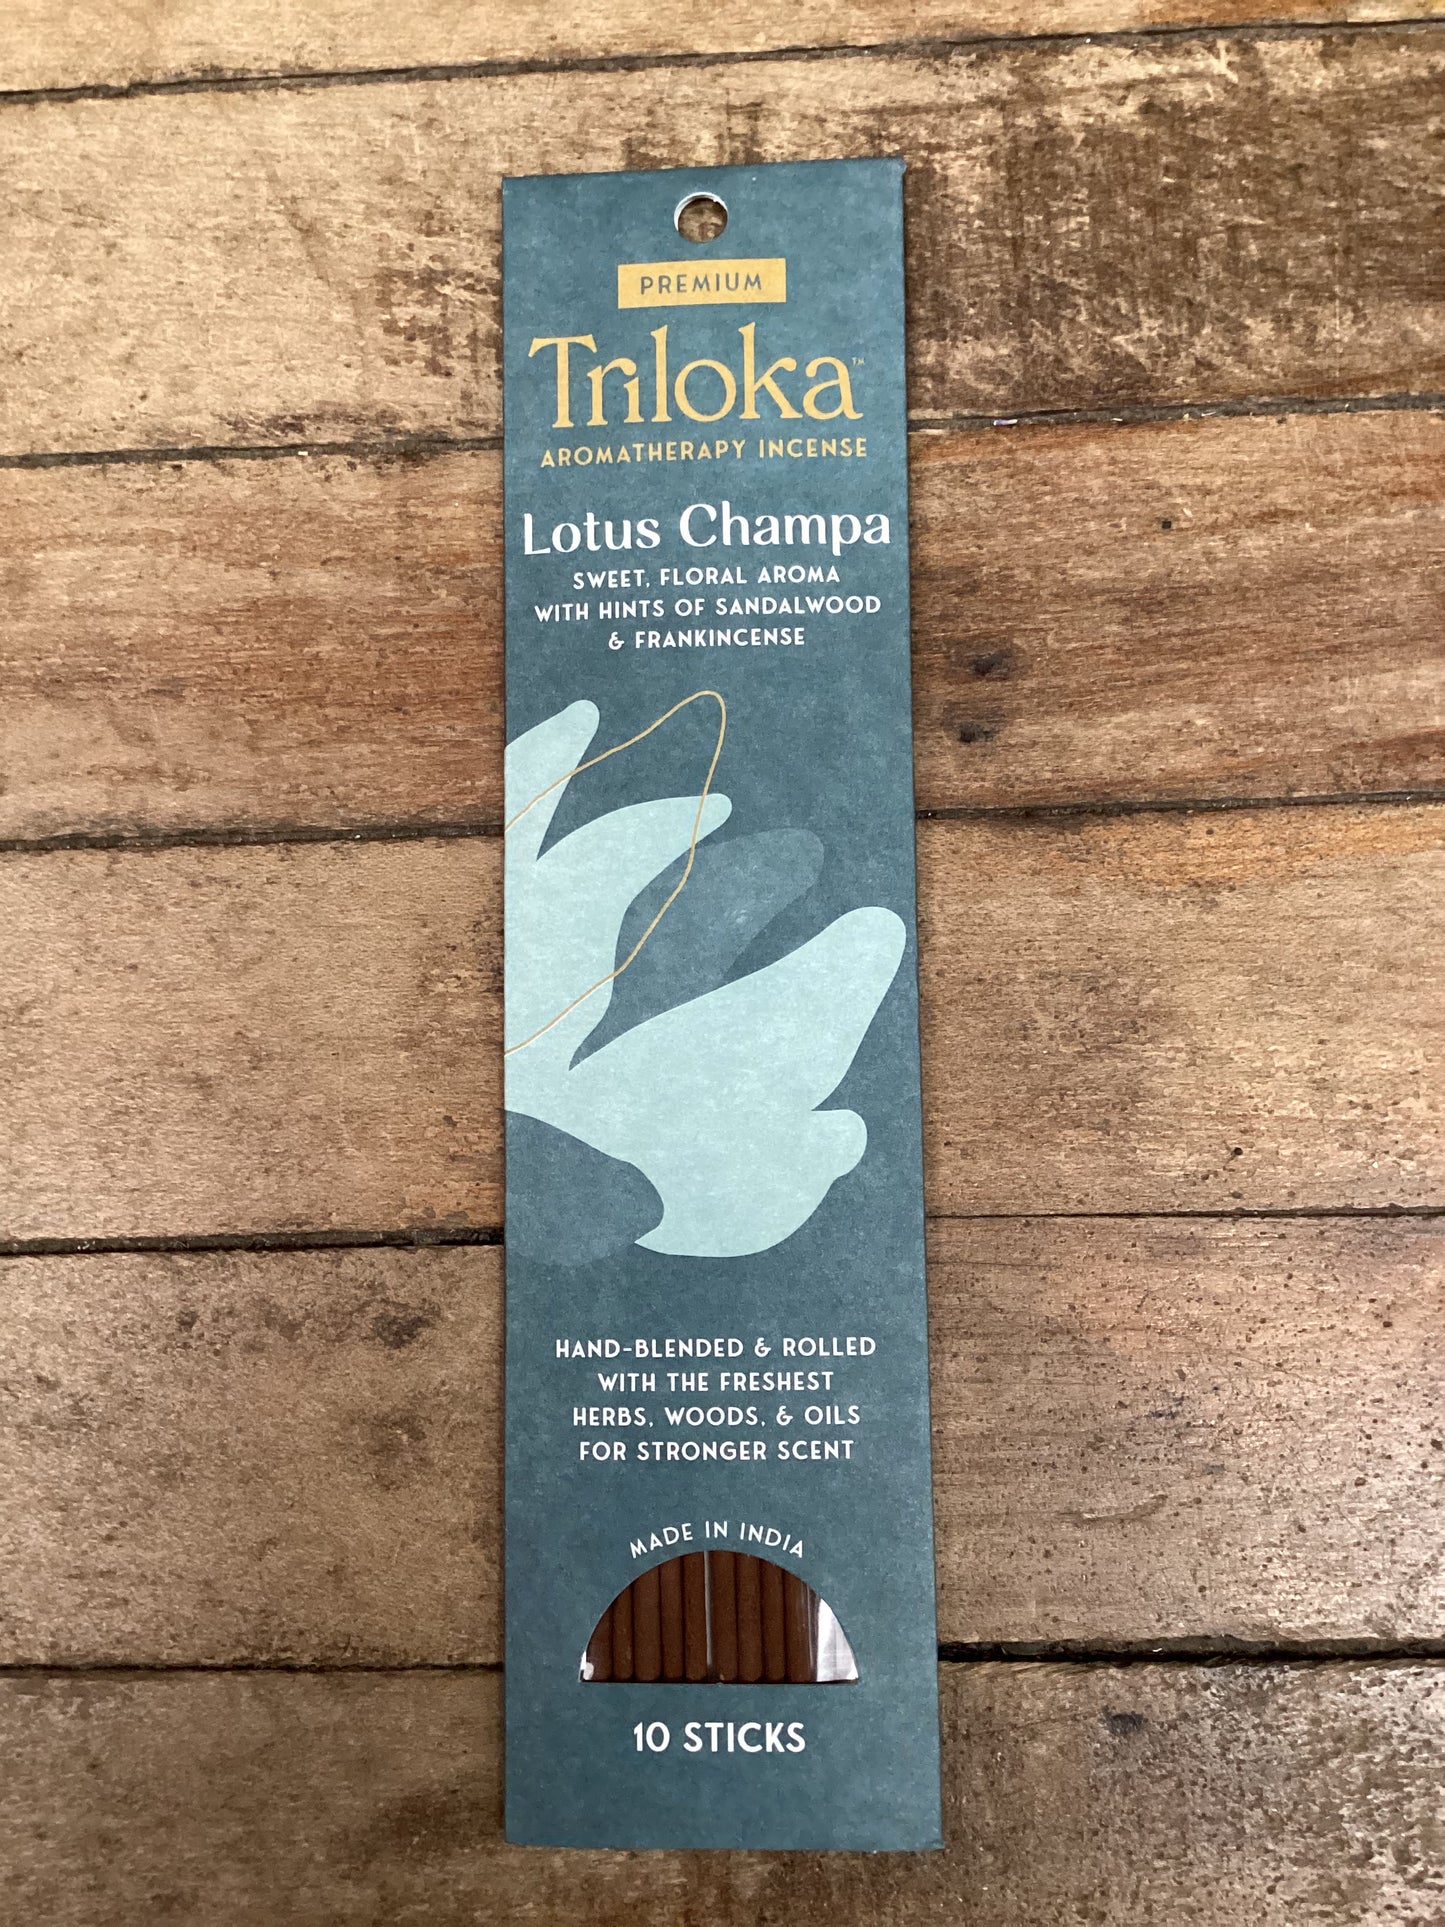 PREMIUM
Triloka™
AROMATHERAPY INCENSE
Lotus Champa
SWEET, FLORAL AROMA
WITH HINTS OF SANDALWOOD
& FRANKINCENSE
HAND-BLENDED & ROLLED
WITH THE FRESHEST
HERBS, WOODS, & OILS
FOR STRONGER SCENT
MADE IN INDIA
10 STICKS